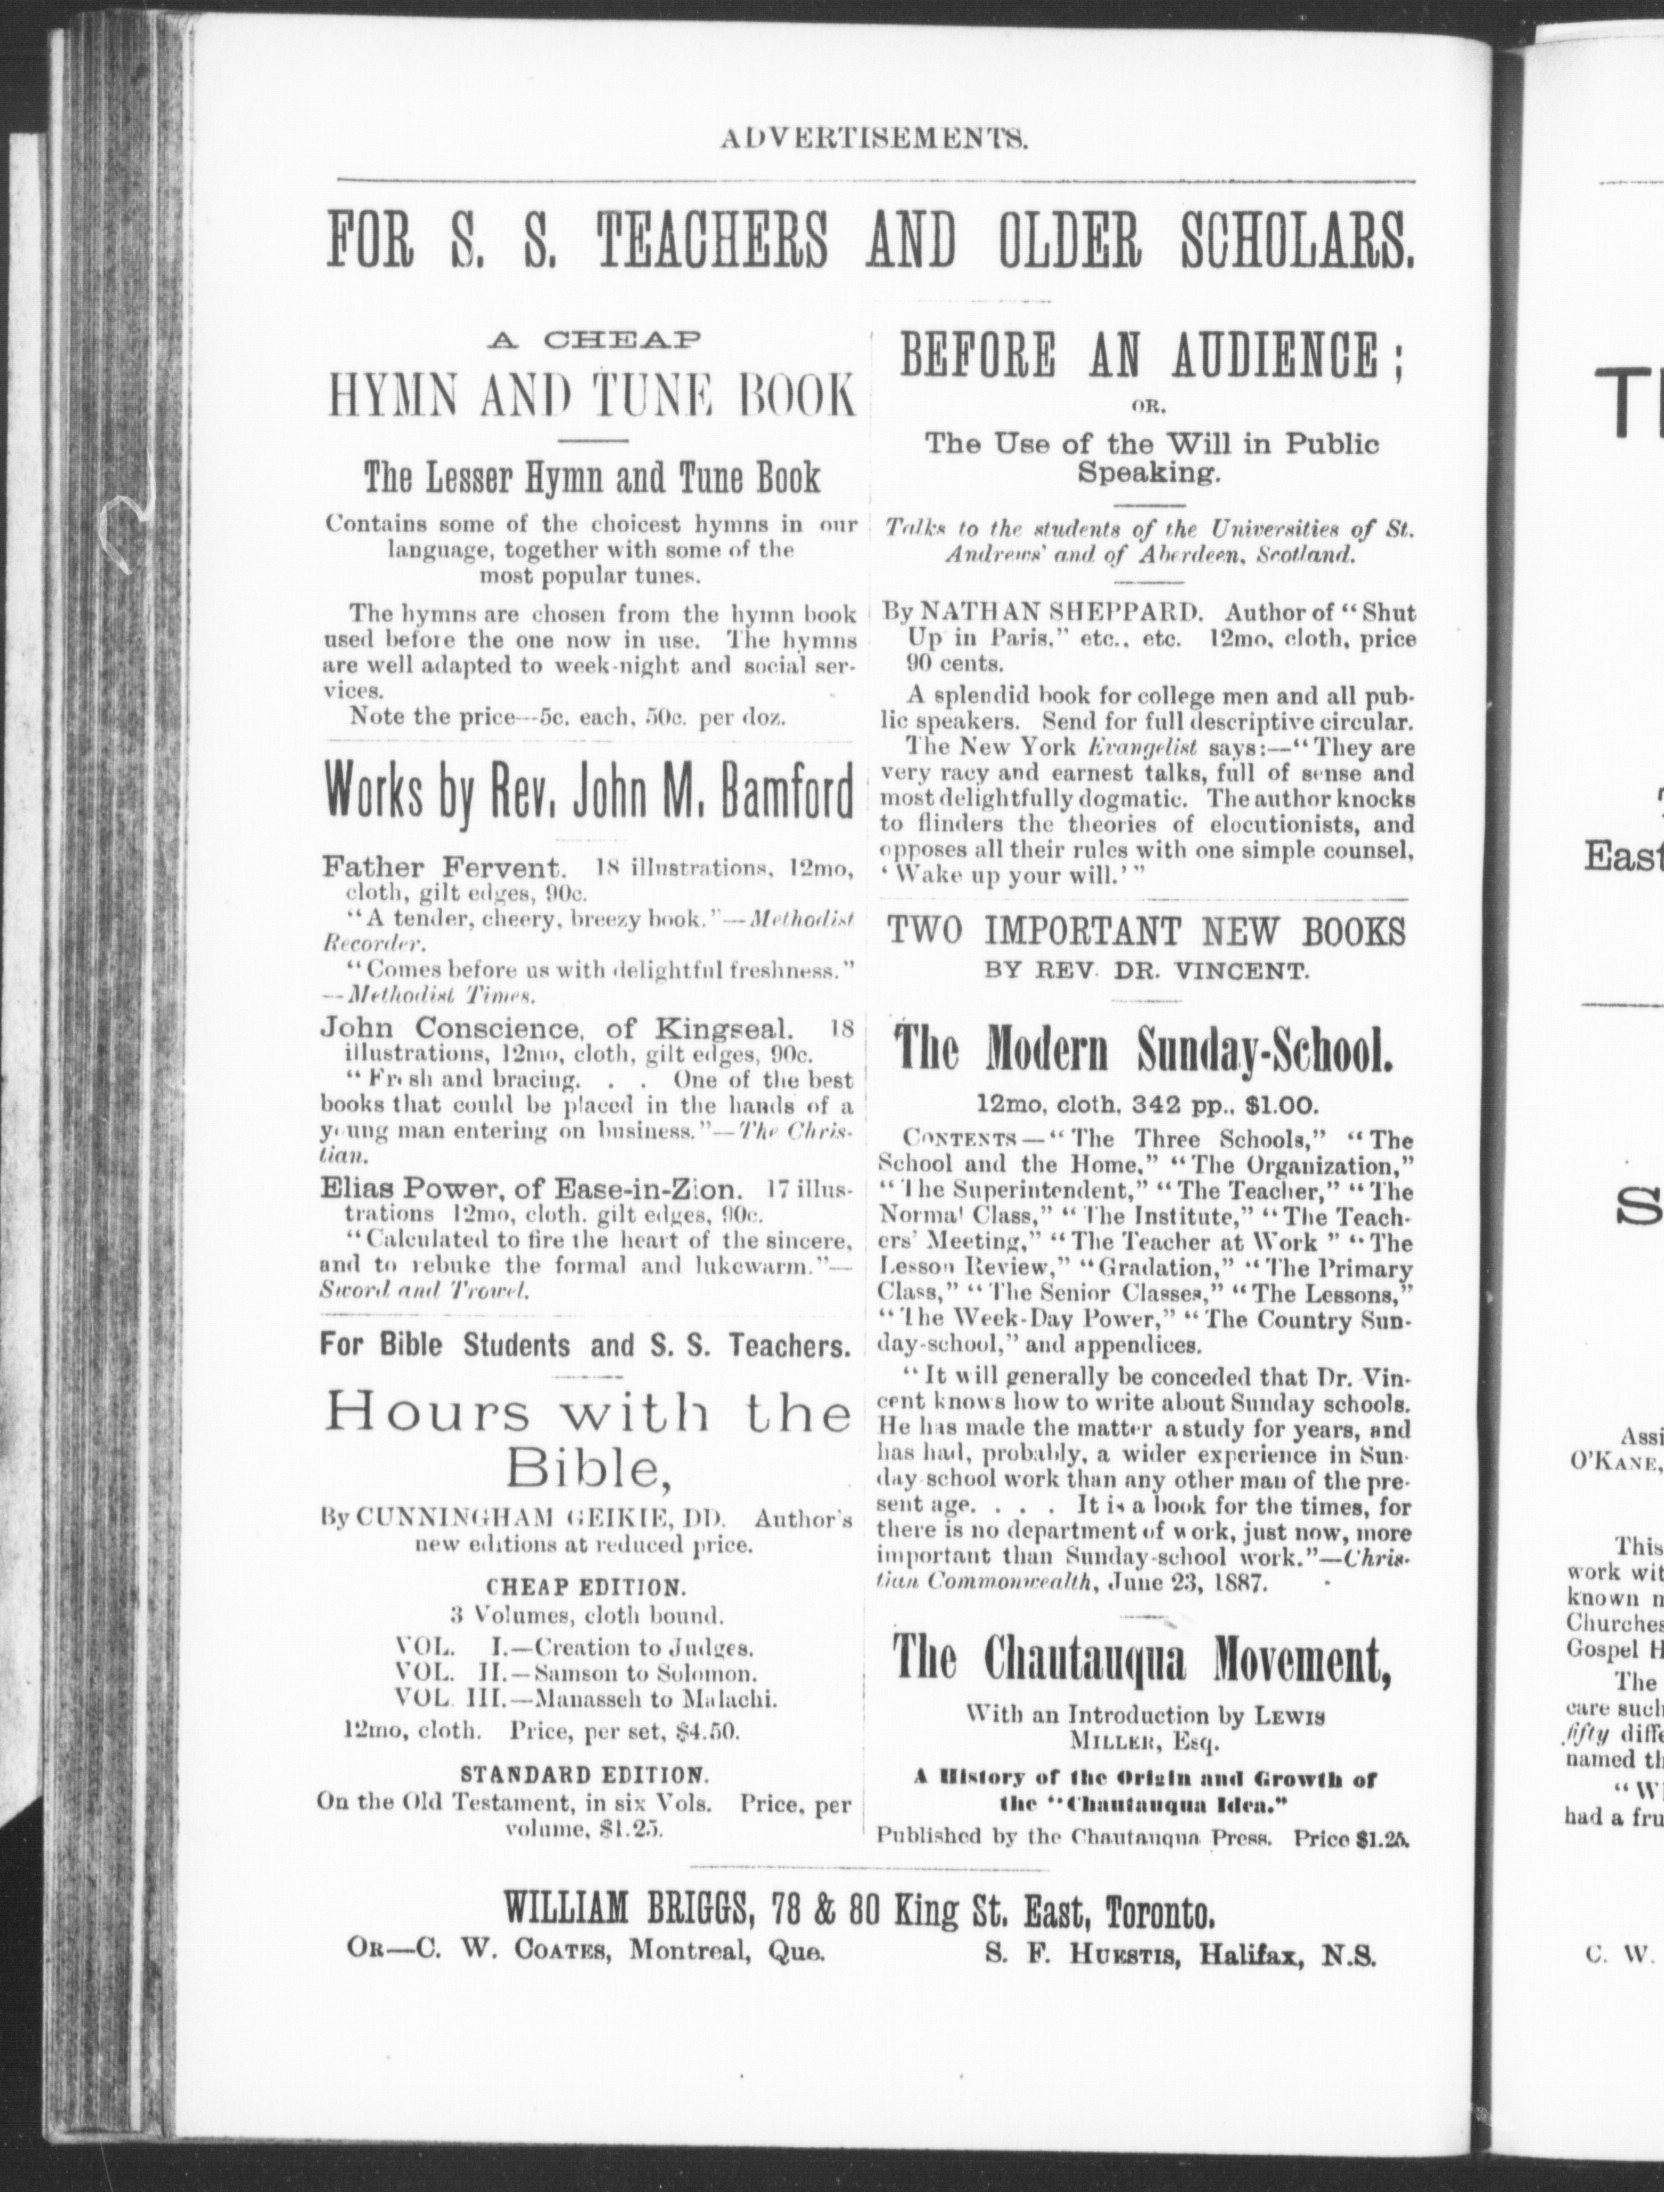 ADVERTISEMENTS.
FOR S. S. TEACHERS AND OLDER SCHOLARS.
A CHEAP
HYMN AND TUNE BOOK
The Lesser Hymn and Tune Book
Contains some of the choicest hymns in our
language, together with some of the
most popular tunes.
The hymns are chosen from the hymn book
used before the one now in use. The hymns
are well adapted to week-night and social ser-
vices.
Note the price—5c. each, 50c. per doz.
Works by Rev. John M. Bamford
Father Fervent. 18 illustrations, 12mo,
cloth, gilt edges, 90c.
"A tender, cheery, breezy book."—Methodist
Recorder.
"Comes before us with delightful freshness."
—Methodist Times.
John Conscience, of Kingseal. 18
illustrations, 12mo, cloth, gilt edges, 90c.
"Fresh and bracing. . . One of the best
books that could be placed in the hands of a
young man entering on business."—The Chris-
tian.
Elias Power, of Ease-in-Zion. 17 illus-
trations 12mo, cloth. gilt edges, 90c.
"Calculated to fire the heart of the sincere,
and to rebuke the formal and lukewarm."—
Sword and Trowel.
For Bible Students and S. S. Teachers.
Hours with the
Bible,
By CUNNINGHAM GEIKIE, DD. Author's
new editions at reduced price.
CHEAP EDITION.
3 Volumes, cloth bound.
VOL. I.—Creation to Judges.
VOL. II.—Samson to Solomon.
VOL. III.—Manasseh to Malachi.
12mo, cloth. Price, per set, $4.50.
STANDARD EDITION.
On the Old Testament, in six Vols. Price, per
volume, $1.25.
BEFORE AN AUDIENCE;
OR.
The Use of the Will in Public
Speaking.
Talks to the students of the Universities of St.
Andrews' and of Aberdeen, Scotland.
By NATHAN SHEPPARD. Author of "Shut
Up in Paris," etc., etc. 12mo, cloth, price
90 cents.
A splendid book for college men and all pub-
lic speakers. Send for full descriptive circular.
The New York Evangelist says:—"They are
very racy and earnest talks, full of sense and
most delightfully dogmatic. The author knocks
to flinders the theories of elocutionists, and
opposes all their rules with one simple counsel,
'Wake up your will.'"
TWO IMPORTANT NEW BOOKS
BY REV. DR. VINCENT.
The Modern Sunday-School.
12mo, cloth, 342 pp., $1.00.
CONTENTS—"The Three Schools," "The
School and the Home," "The Organization,"
"The Superintendent," "The Teacher," "The
Normal Class," "The Institute," "The Teach-
ers' Meeting," "The Teacher at Work" "The
Lesson Review," "Gradation," "The Primary
Class," "The Senior Classes," "The Lessons,"
"The Week-Day Power," "The Country Sun-
day-school," and appendices.
"It will generally be conceded that Dr. Vin-
cent knows how to write about Sunday schools.
He has made the matter a study for years, and
has had, probably, a wider experience in Sun-
day-school work than any other man of the pre-
sent age. . . . It is a book for the times, for
there is no department of work, just now, more
important than Sunday-school work."—Chris-
tian Commonwealth, June 23, 1887.
The Chautauqua Movement,
With an Introduction by LEWIS
MILLER, Esq.
A History of the Origin and Growth of
the "Chautauqua Idea."
Published by the Chautauqua Press. Price $1.25.
WILLIAM BRIGGS, 78 & 80 King St. East, Toronto.
OR—C. W. COATES, Montreal, Que. S. F. HUESTIS, Halifax, N.S.
East
S
Assi
O'KANE,
This
work wit
known
Churches
Gospel H
The
care such
fifty diffe
named th
had a fru
C. W.